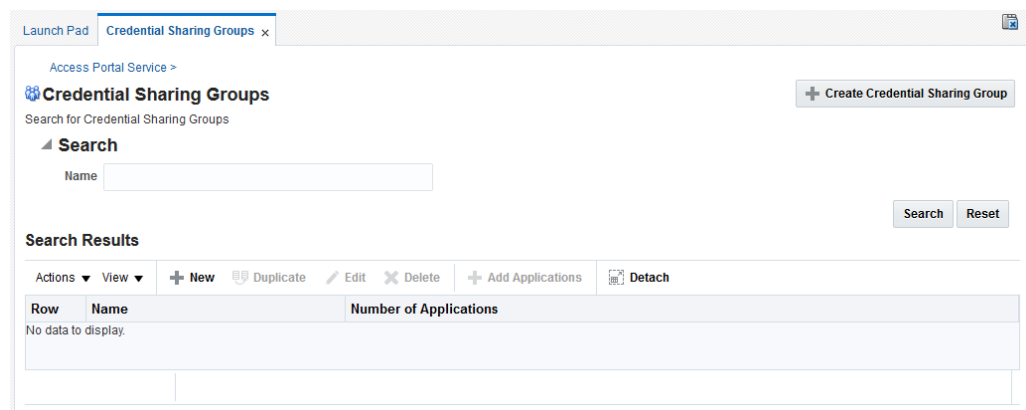 Launch Pad Credential Sharing Groups x
Access Portal Service >
Credential Sharing Groups
Create Credential Sharing Group
Search for Credential Sharing Groups
Search
Name
Search Reset
Search Results
Actions View New Duplicate Edit Delete Add Applications Detach
Row Name Number of Applications
No data to display.